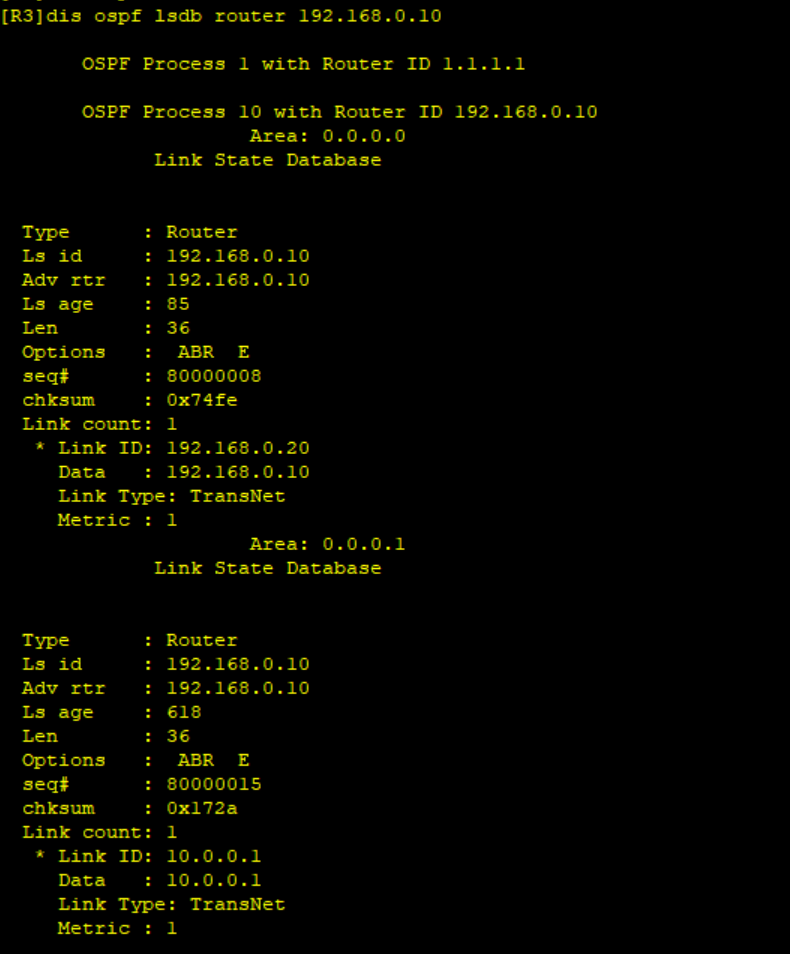 [R3]dis ospf lsdb router 192.168.0.10
OSPF Process 1 with Router ID 1.1.1.1
OSPF Process 10 with Router ID 192.168.0.10
Area: 0.0.0.0
Link State Database
Type : Router
Ls id : 192.168.0.10
Adv rtr : 192.168.0.10
Ls age : 85
Len : 36
Options : ABR E
seq# : 80000008
chksum : 0x74fe
Link count: 1
* Link ID: 192.168.0.20
Data : 192.168.0.10
Link Type: TransNet
Metric : 1
Area: 0.0.0.1
Link State Database
Type : Router
Ls id : 192.168.0.10
Adv rtr : 192.168.0.10
Ls age : 618
Len : 36
Options : ABR E
seq# : 80000015
chksum : 0x172a
Link count: 1
* Link ID: 10.0.0.1
Data : 10.0.0.1
Link Type: TransNet
Metric : 1